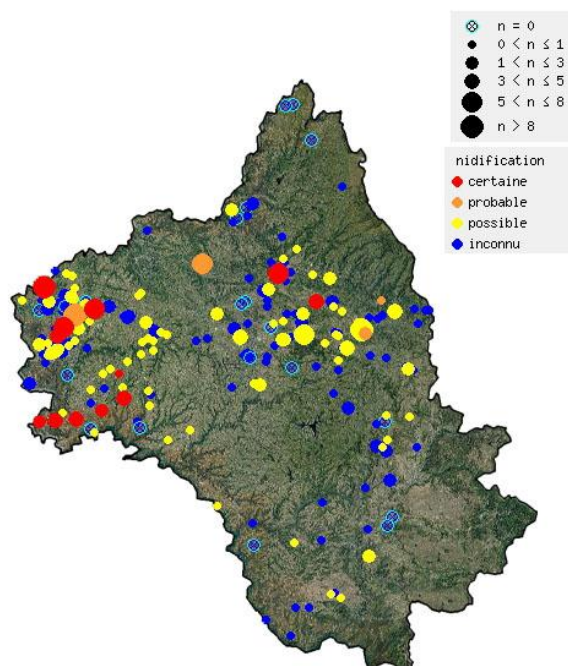 n = 0
0 < n ≤ 1
1 < n ≤ 3
3 < n ≤ 5
5 < n ≤ 8
n > 8
nidification
certaine
probable
possible
inconnu